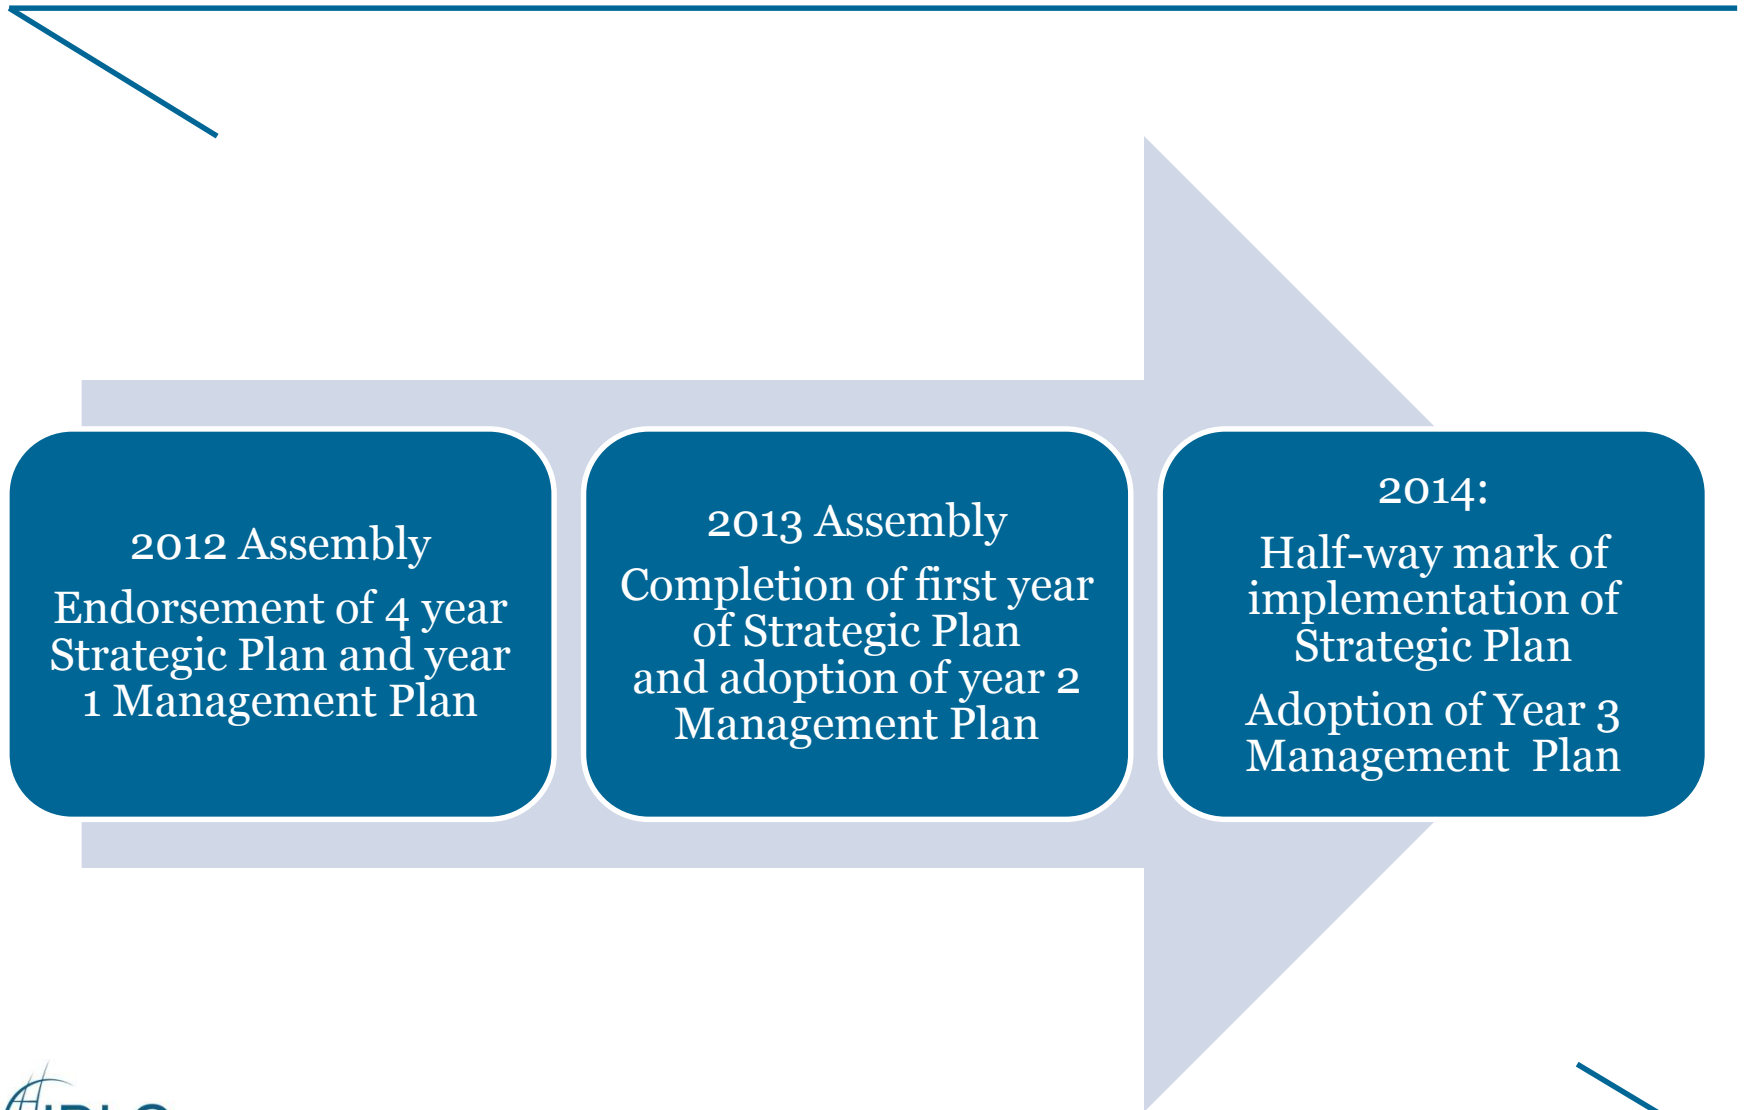 2012 Assembly
Endorsement of 4 year
Strategic Plan and year
1 Management Plan
2013 Assembly
Completion of first year
of Strategic Plan
and adoption of year 2
Management Plan
2014:
Half-way mark of
implementation of
Strategic Plan
Adoption of Year 3
Management Plan